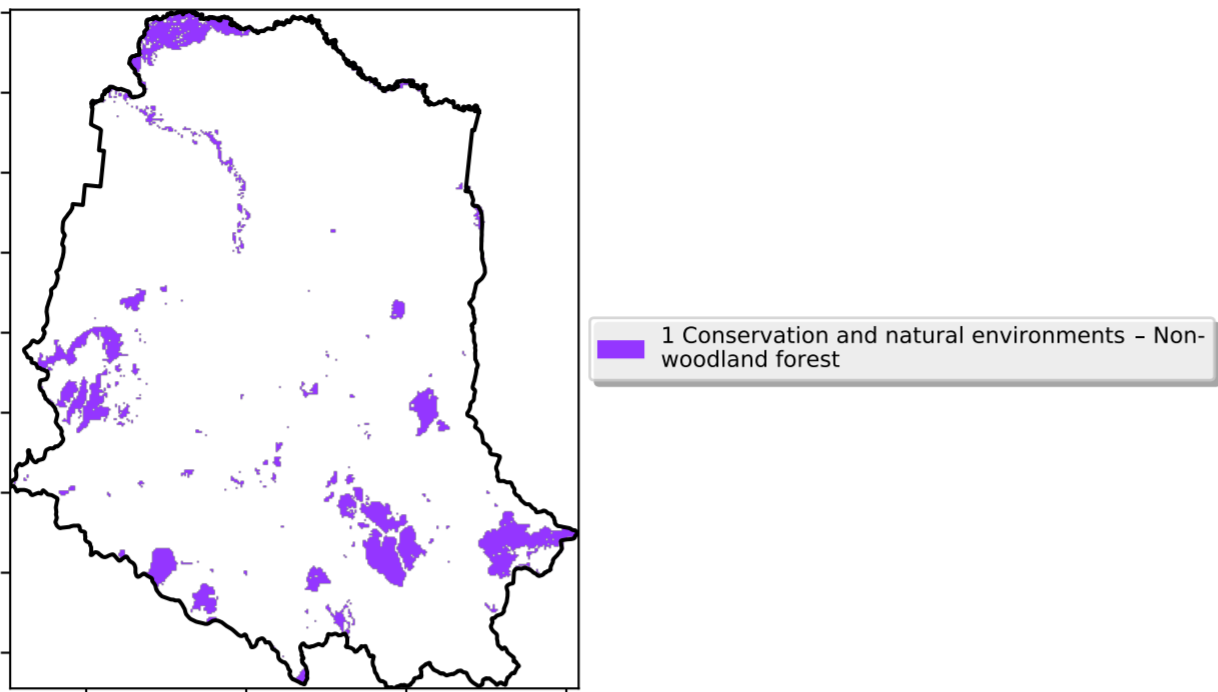 1 Conservation and natural environments – Non-
woodland forest